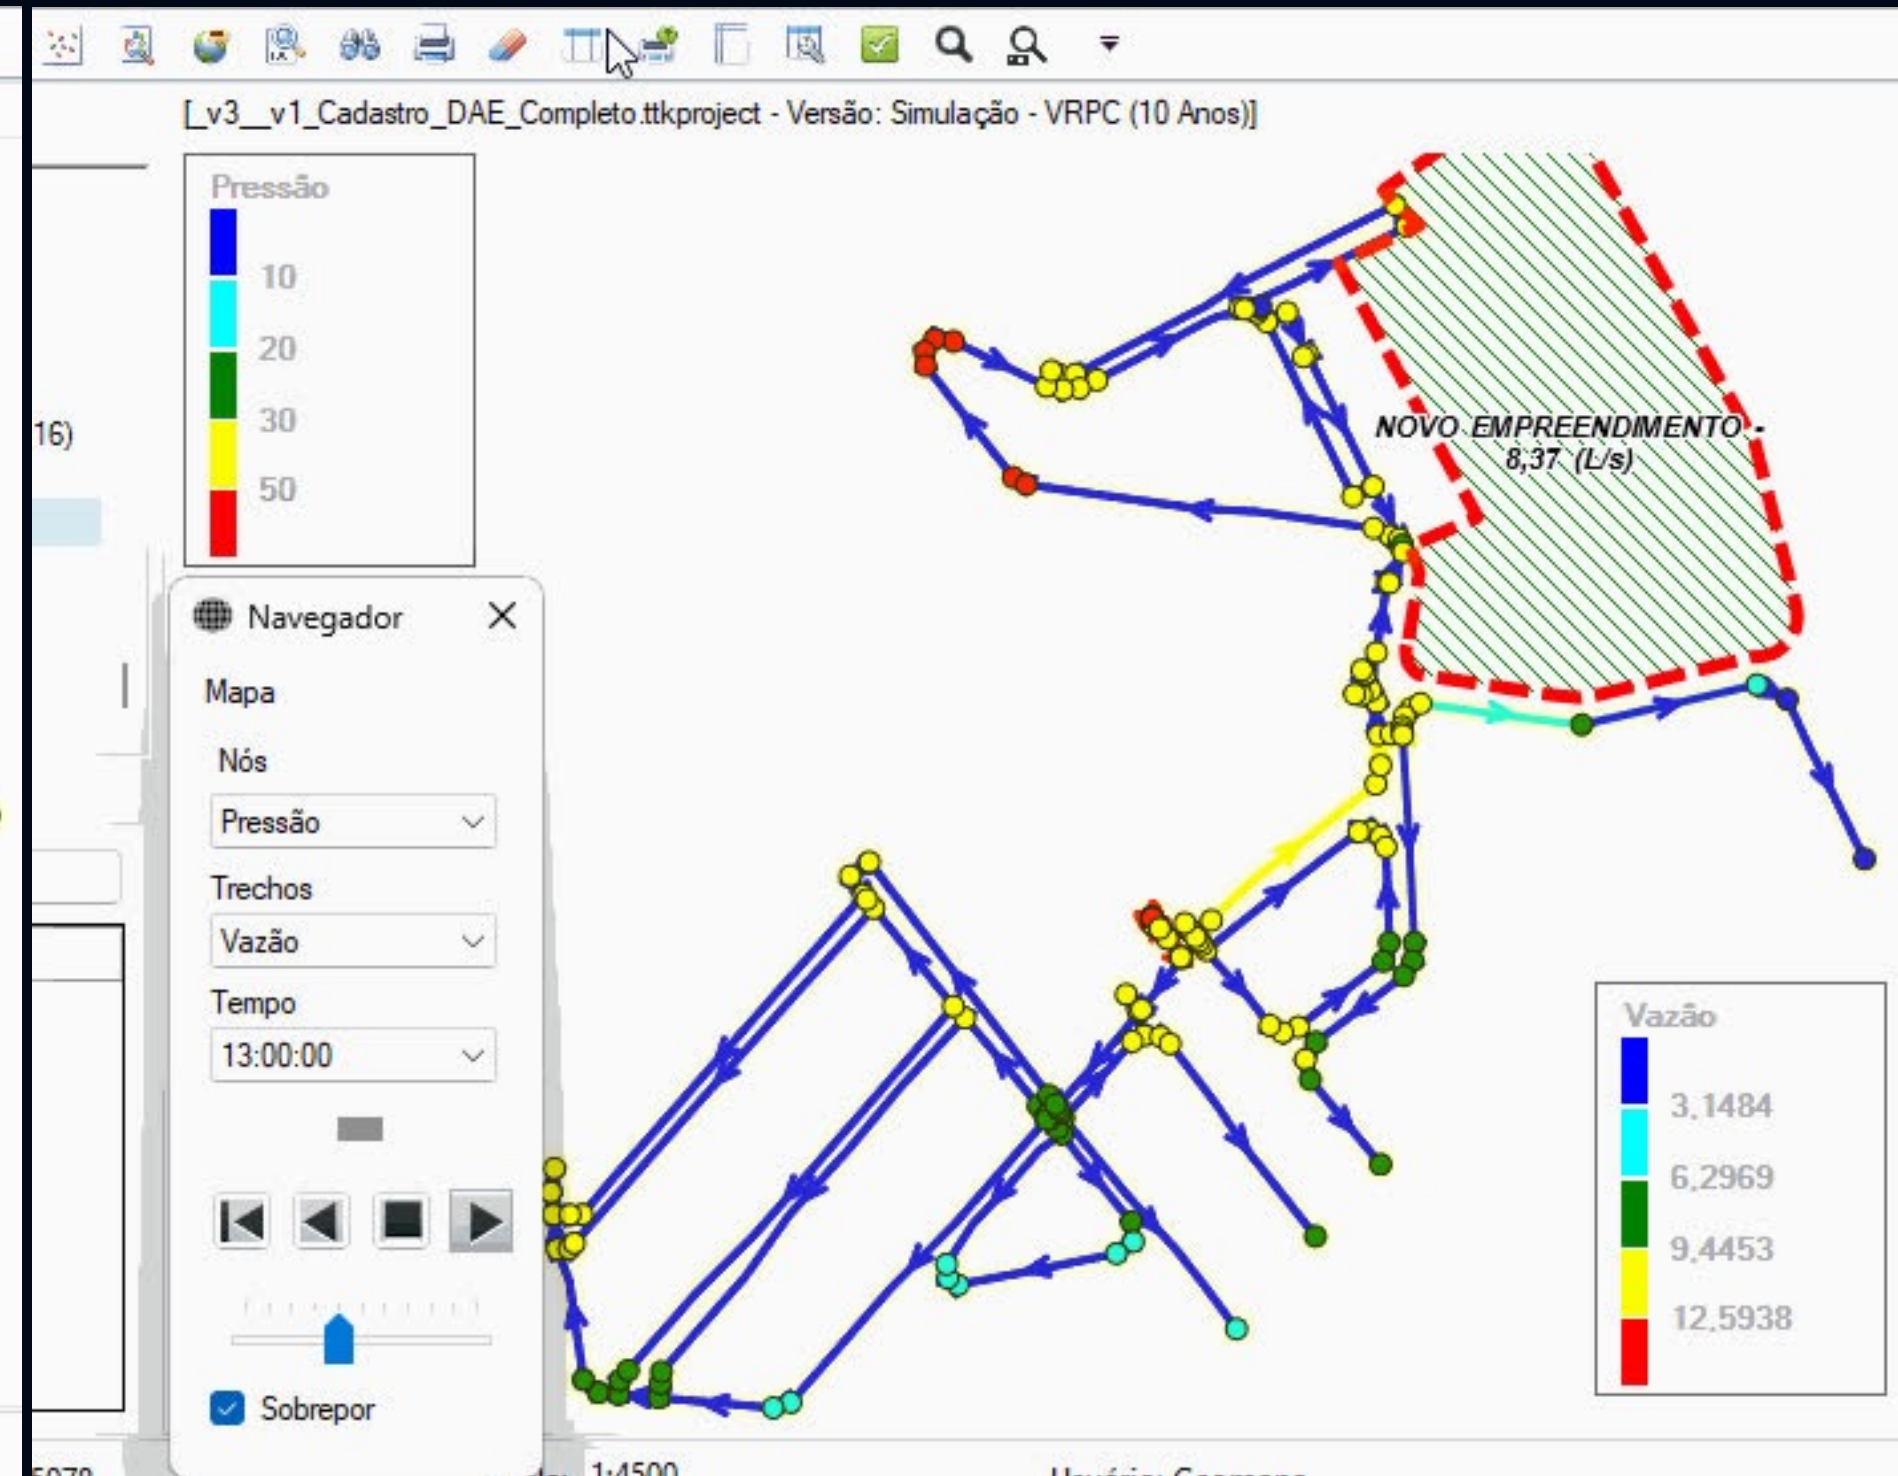 [_v3__v1_Cadastro_DAE_Completo.ttkproject - Versão: Simulação - VRPC (10 Anos)]
Pressão
10
20
30
50
16)
NOVO EMPREENDIMENTO -
8,37 (L/s)
Navegador
Mapa
Nós
Pressão
Trechos
Vazão
Tempo
13:00:00
Sobrepor
Vazão
3,1484
6,2969
9,4453
12,5938
1:4500